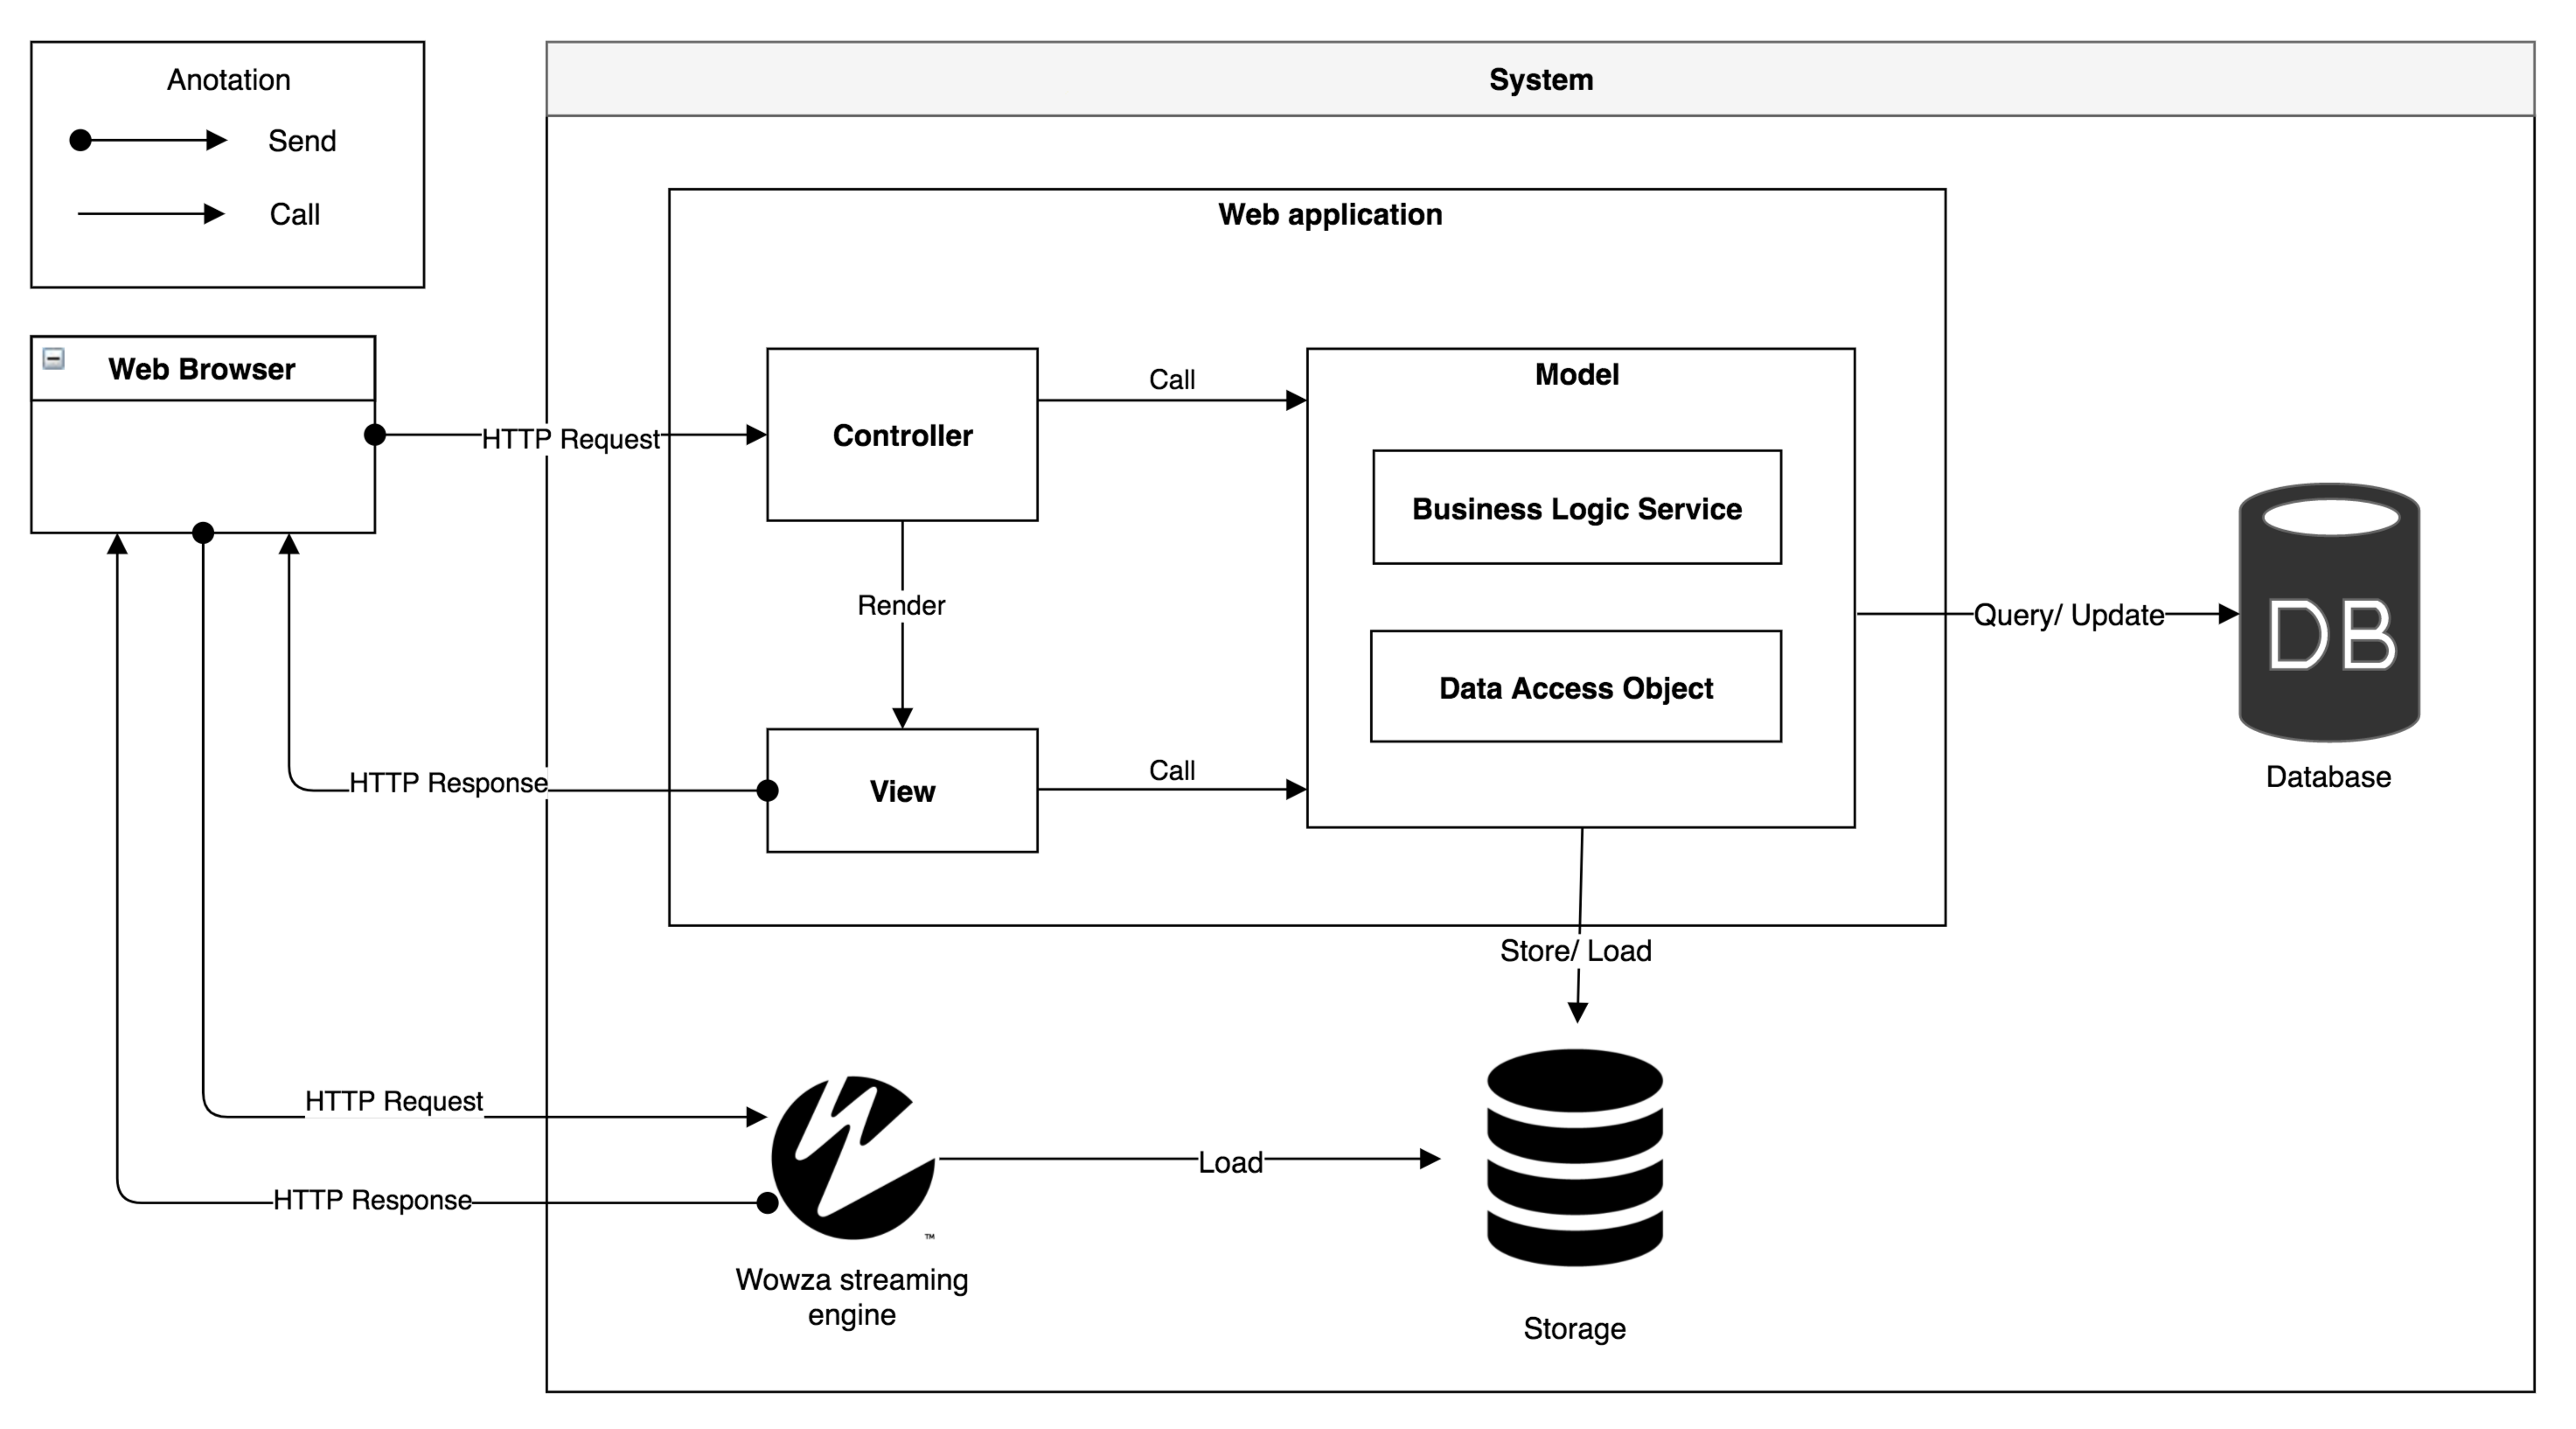 Anotation
Send
Call
System
Web application
Web Browser
HTTP Request
Controller
Call
Model
Business Logic Service
Render
Data Access Object
Query/ Update
DB
Database
HTTP Response
View
Call
Store/ Load
HTTP Request
Load
HTTP Response
™
Wowza streaming
engine
Storage